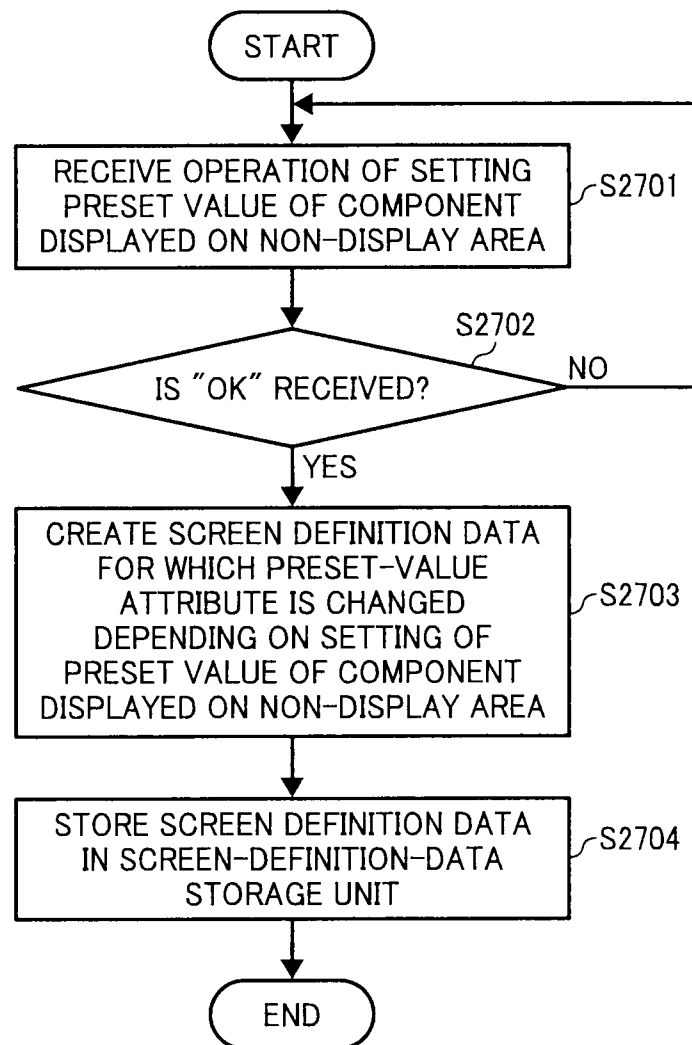 START
RECEIVE OPERATION OF SETTING
PRESET VALUE OF COMPONENT
DISPLAYED ON NON-DISPLAY AREA
S2701
S2702
IS "OK" RECEIVED?
NO
YES
CREATE SCREEN DEFINITION DATA
FOR WHICH PRESET-VALUE
ATTRIBUTE IS CHANGED
DEPENDING ON SETTING OF
PRESET VALUE OF COMPONENT
DISPLAYED ON NON-DISPLAY AREA
S2703
STORE SCREEN DEFINITION DATA
IN SCREEN-DEFINITION-DATA
STORAGE UNIT
S2704
END